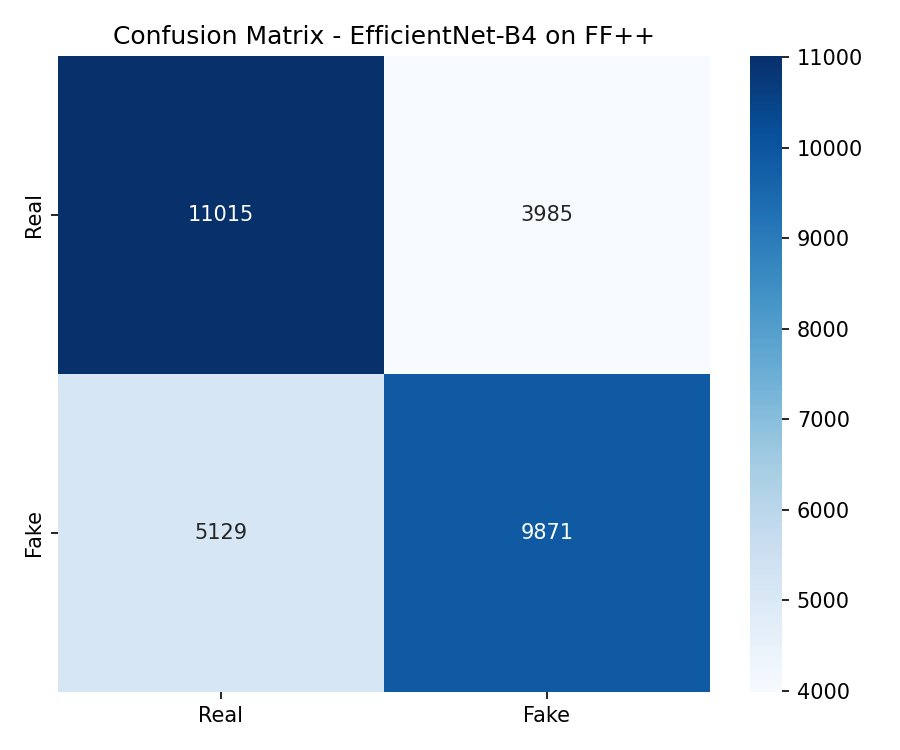 Confusion Matrix - EfficientNet-B4 on FF++
Real
11015
3985
Fake
5129
9871
Real
Fake
11000
10000
9000
8000
7000
6000
5000
4000